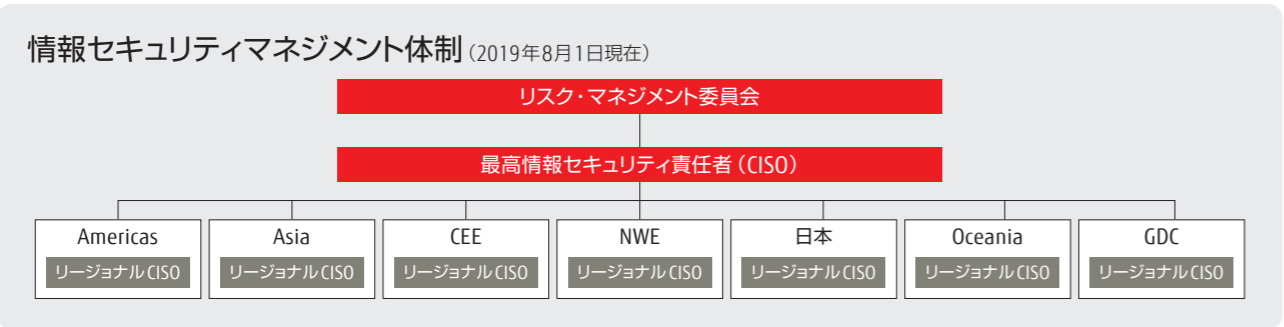 情報セキュリティマネジメント体制(2019年8月1日現在)
リスク・マネジメント委員会
最高情報セキュリティ責任者(CISO)
Americas
リージョナルCISO
Asia
リージョナルCISO
CEE
リージョナルCISO
NWE
リージョナルCISO
日本
リージョナルCISO
Oceania
リージョナルCISO
GDC
リージョナルCISO